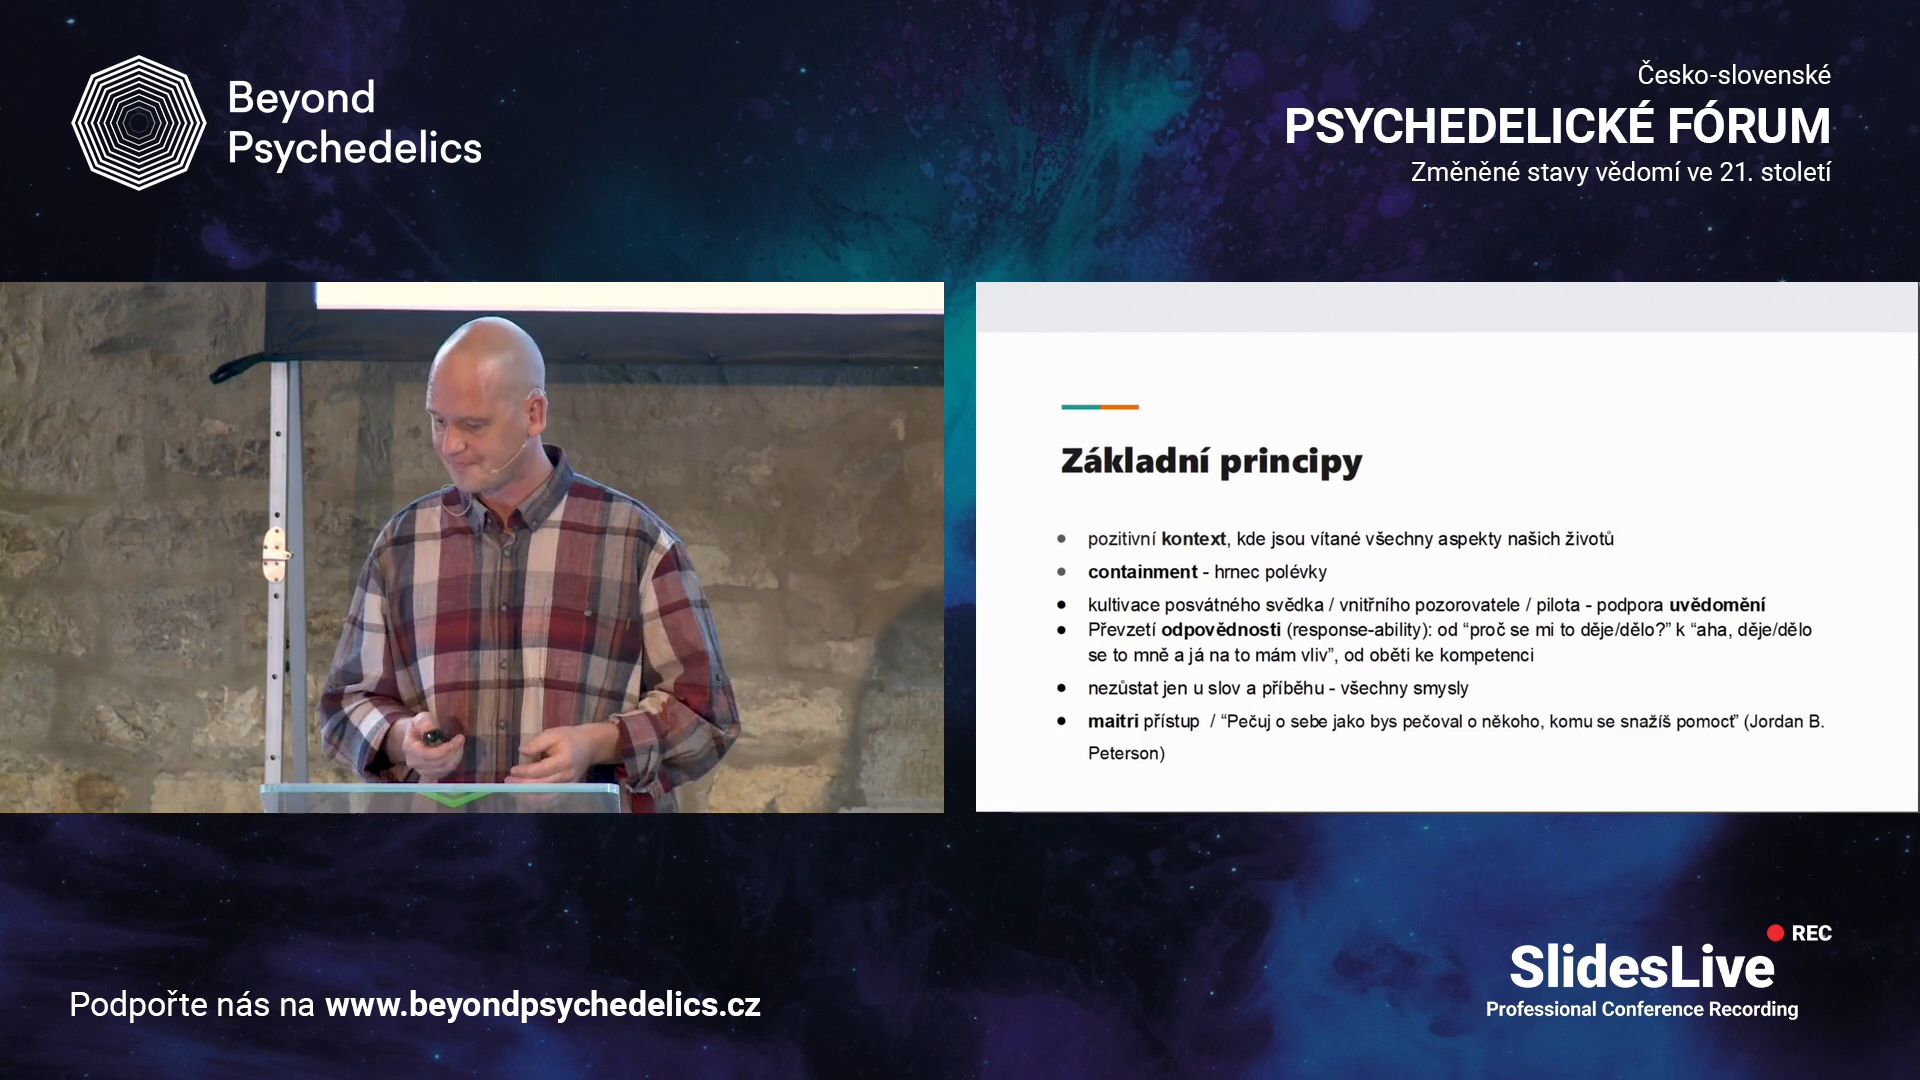 Beyond
Psychedelics
Česko-slovenské
PSYCHEDELICKÉ FÓRUM
Změněné stavy vědomí ve 21. století
Základní principy
pozitivní kontext, kde jsou vítané všechny aspekty našich životů
containment - hrnec polévky
kultivace posvátného svědka / vnitřního pozorovatele / pilota - podpora uvědomění
Převzetí odpovědnosti (response-ability): od “proč se mi to děje/dělo?” k “aha, děje/dělo
se to mně a já na to mám vliv”, od oběti ke kompetenci
nezůstat jen u slov a příběhu - všechny smysly
maitri přístup / “Pečuj o sebe jako bys pečoval o někoho, komu se snažíš pomocť” (Jordan B.
Peterson)
REC
SlidesLive
Professional Conference Recording
Podpořte nás na www.beyondpsychedelics.cz